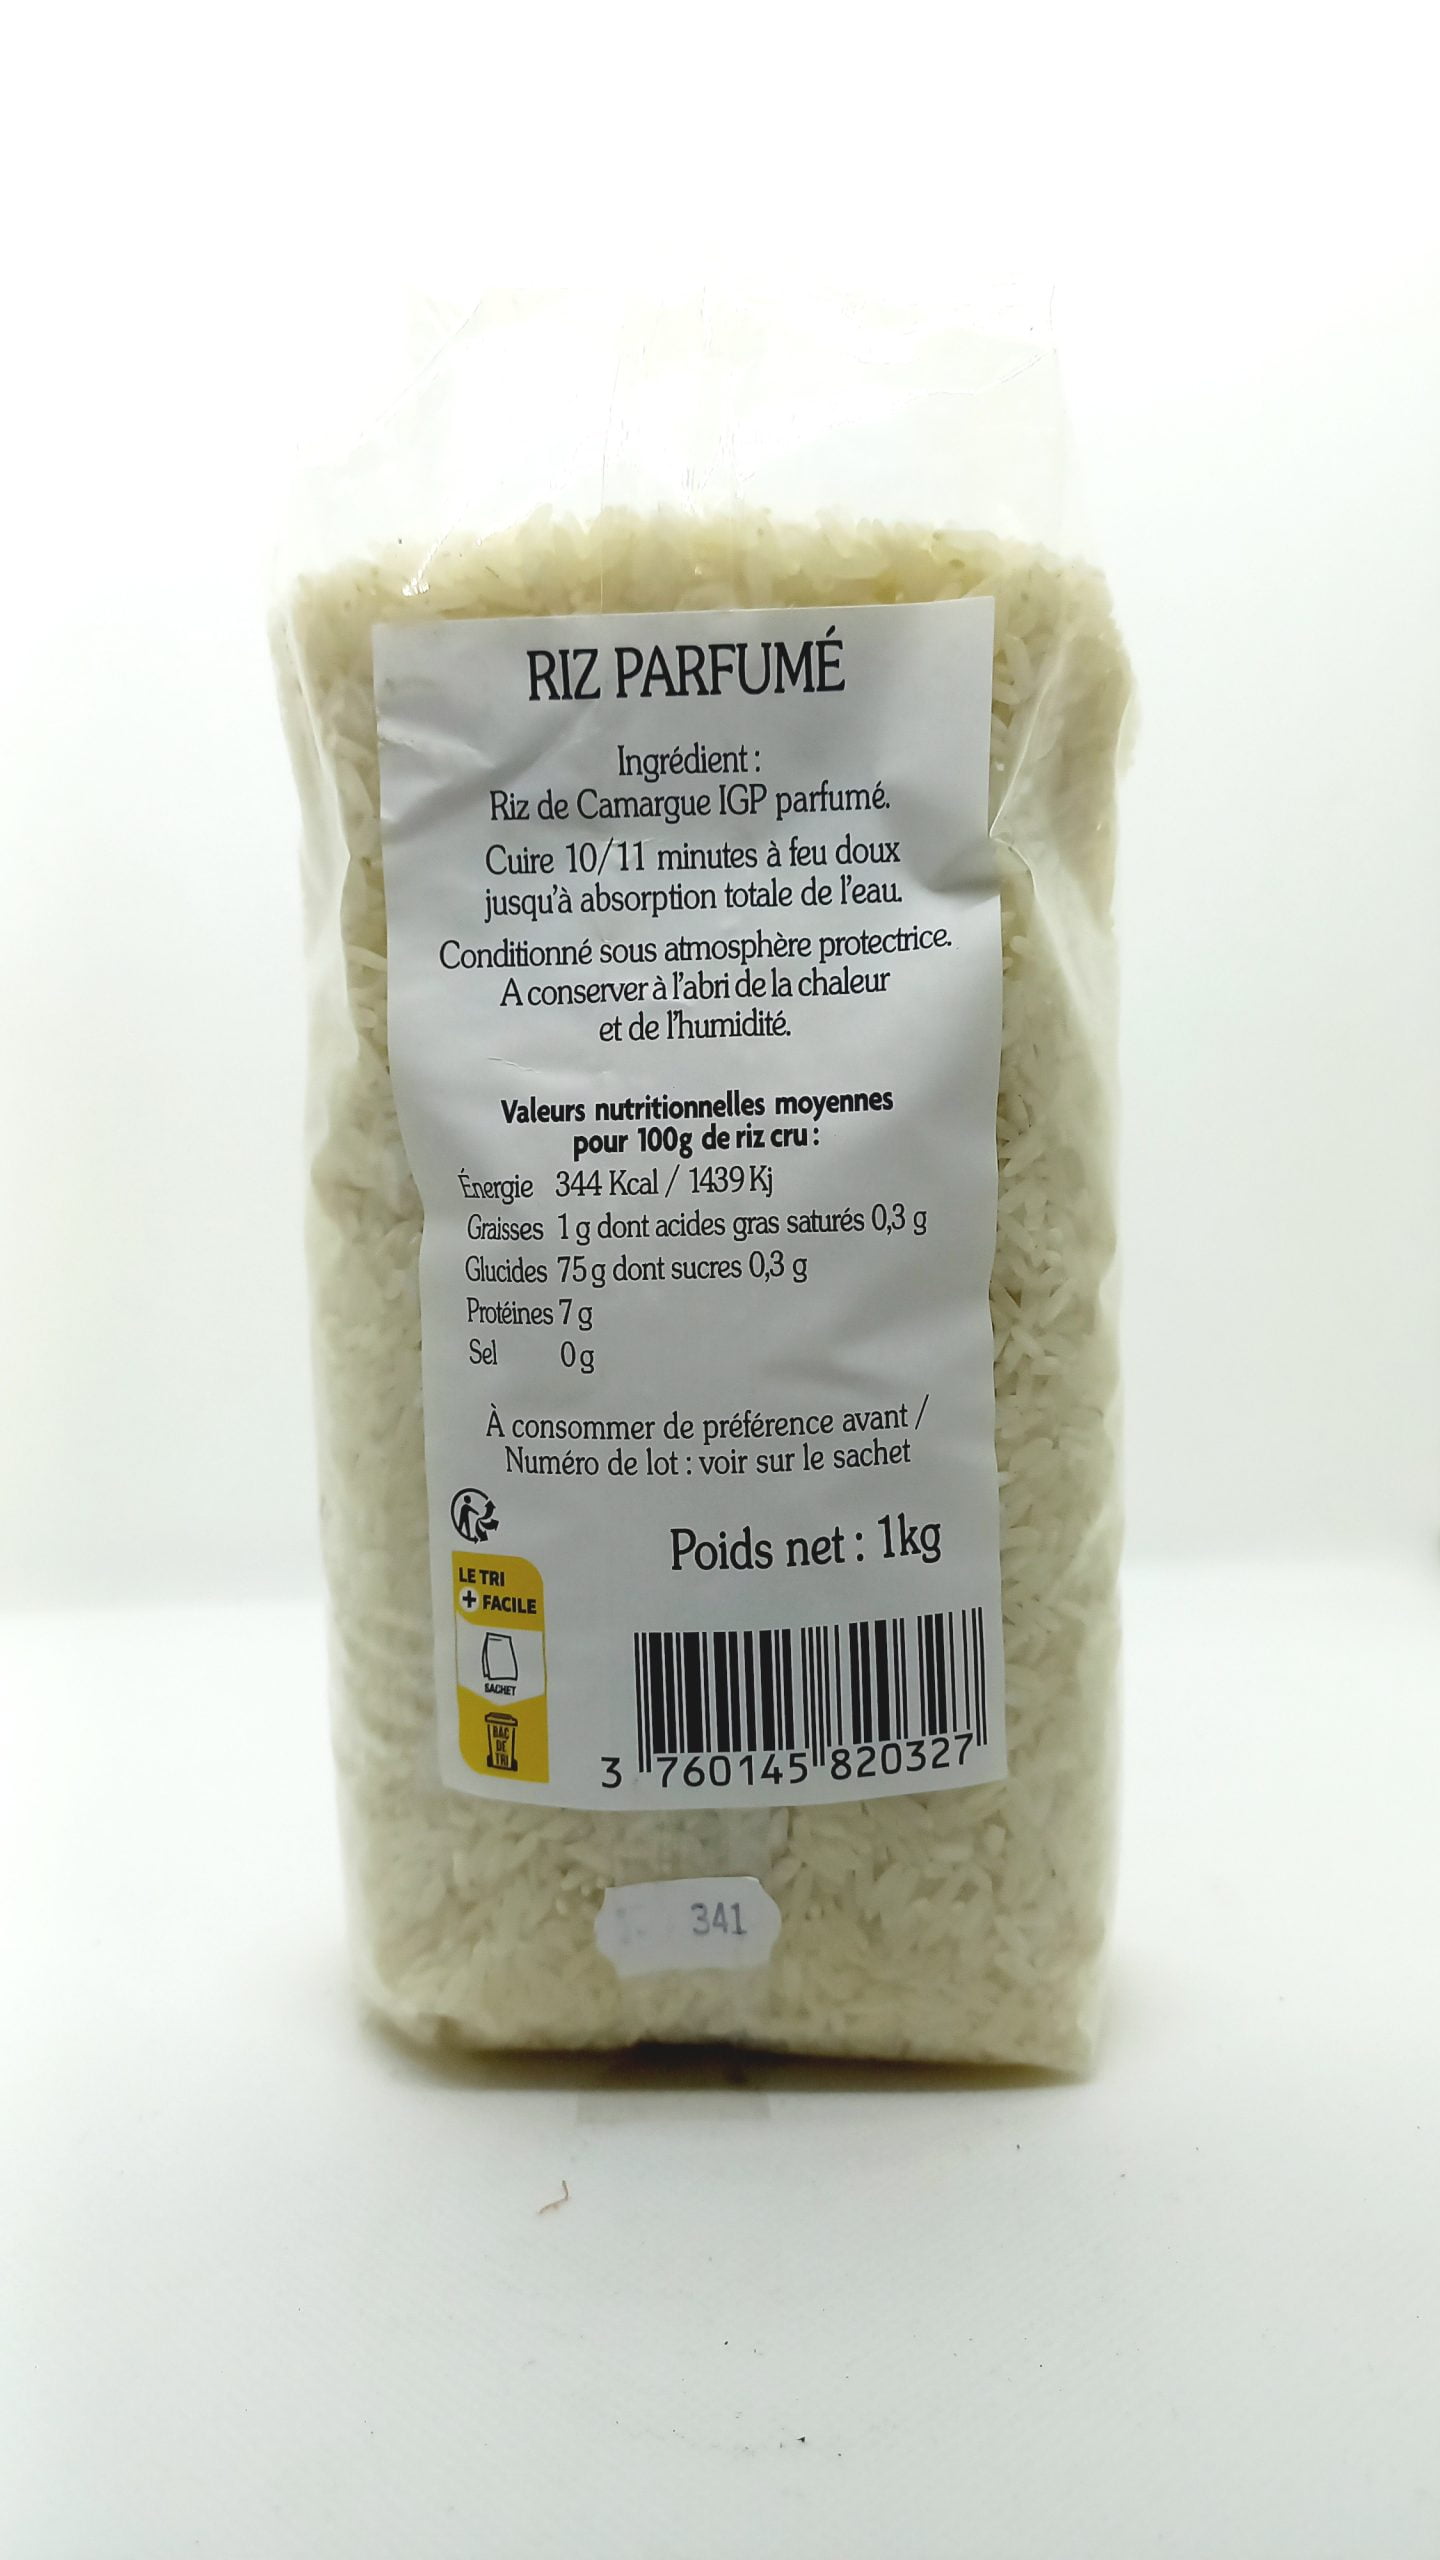 RIZ PARFUMÉ
Ingrédient :
Riz de Camargue IGP parfumé.
Cuire 10/11 minutes à feu doux
jusqu'à absorption totale de l'eau.
Conditionné sous atmosphère protectrice.
A conserver à l'abri de la chaleur
et de l'humidité.
Valeurs nutritionnelles moyennes
pour 100g de riz cru :
Énergie 344 Kcal / 1439 Kj
Graisses 1 g dont acides gras saturés 0,3 g
Glucides 75 g dont sucres 0,3 g
Protéines 7 g
Sel 0 g
À consommer de préférence avant /
Numéro de lot : voir sur le sachet
Poids net : 1kg
LE TRI
+ FACILE
SACHET
BAC
DE
TRI
3 760145 820327
341